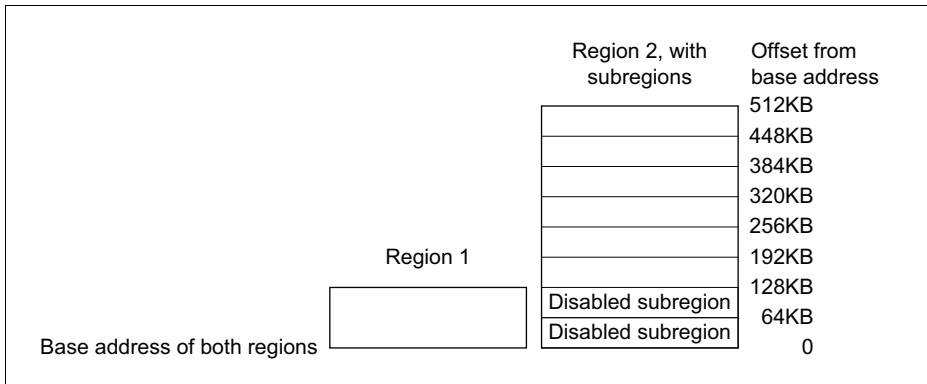 Region 2, with
subregions
Offset from
base address
512KB
448KB
384KB
320KB
256KB
Region 1
192KB
128KB
Disabled subregion
64KB
Disabled subregion
Base address of both regions
0